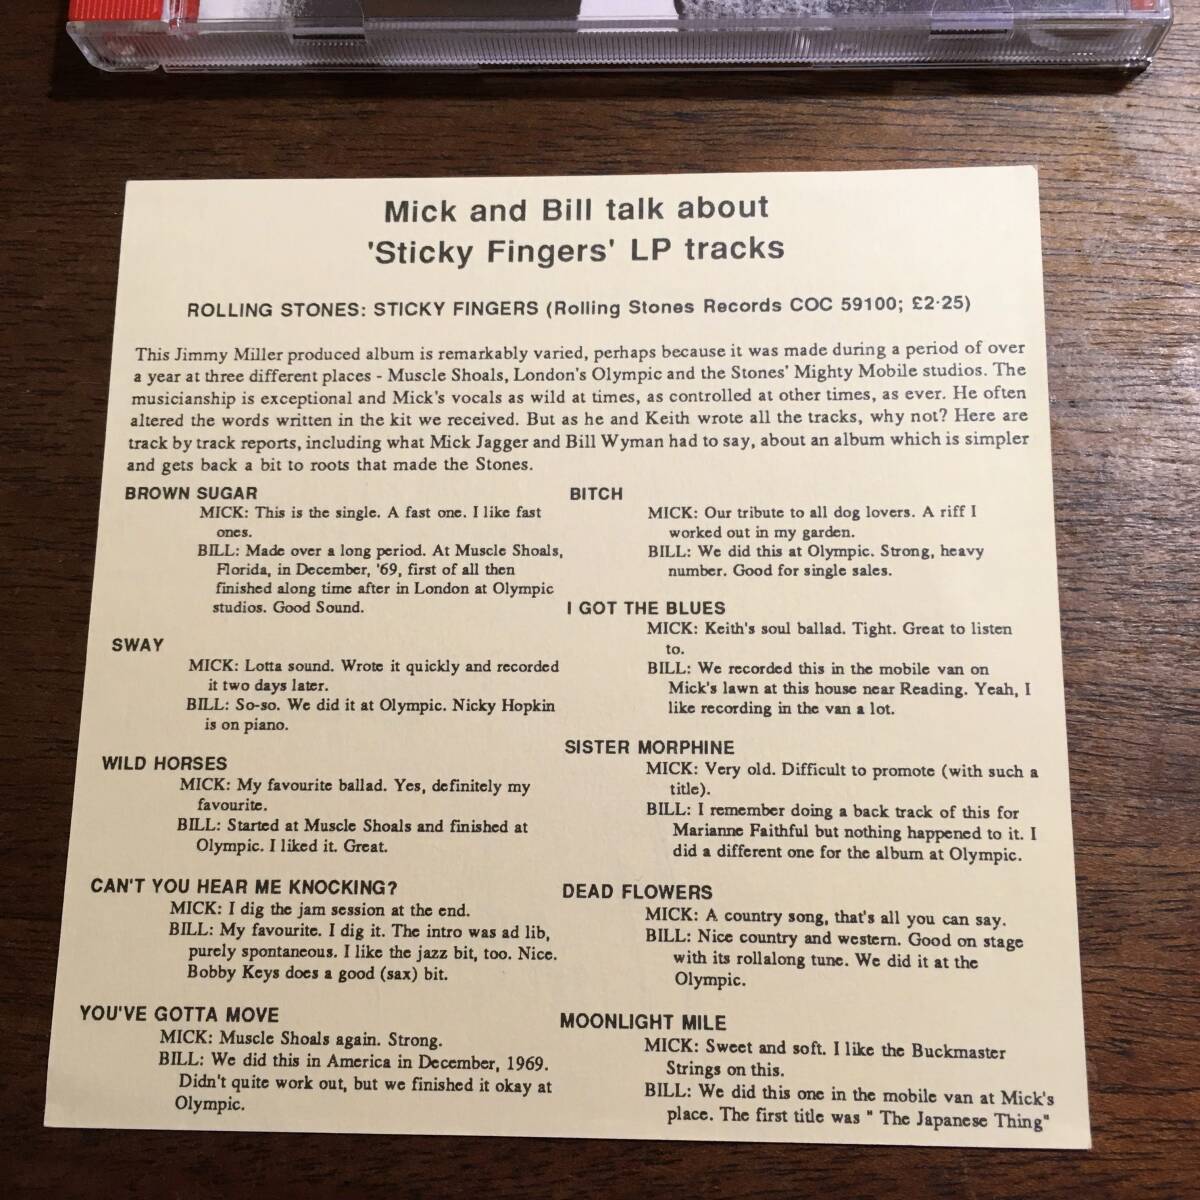 Mick and Bill talk about
'Sticky Fingers' LP tracks
ROLLING STONES: STICKY FINGERS (Rolling Stones Records COC 59100; £2·25)
This Jimmy Miller produced album is remarkably varied, perhaps because it was made during a period of over
a year at three different places - Muscle Shoals, London's Olympic and the Stones' Mighty Mobile studios. The
musicianship is exceptional and Mick's vocals as wild at times, as controlled at other times, as ever. He often
altered the words written in the kit we received. But as he and Keith wrote all the tracks, why not? Here are
track by track reports, including what Mick Jagger and Bill Wyman had to say, about an album which is simpler
and gets back a bit to roots that made the Stones.
BROWN SUGAR
MICK: This is the single. A fast one. I like fast
ones.
BILL: Made over a long period. At Muscle Shoals,
Florida, in December, '69, first of all then
finished along time after in London at Olympic
studios. Good Sound.
SWAY
MICK: Lotta sound. Wrote it quickly and recorded
it two days later.
BILL: So-so. We did it at Olympic. Nicky Hopkin
is on piano.
WILD HORSES
MICK: My favourite ballad. Yes, definitely my
favourite.
BILL: Started at Muscle Shoals and finished at
Olympic. I liked it. Great.
CAN'T YOU HEAR ME KNOCKING?
MICK: I dig the jam session at the end.
BILL: My favourite. I dig it. The intro was ad lib,
purely spontaneous. I like the jazz bit, too. Nice.
Bobby Keys does a good (sax) bit.
YOU'VE GOTTA MOVE
MICK: Muscle Shoals again. Strong.
BILL: We did this in America in December, 1969.
Didn't quite work out, but we finished it okay at
Olympic.
BITCH
MICK: Our tribute to all dog lovers. A riff I
worked out in my garden.
BILL: We did this at Olympic. Strong, heavy
number. Good for single sales.
I GOT THE BLUES
MICK: Keith's soul ballad. Tight. Great to listen
to.
BILL: We recorded this in the mobile van on
Mick's lawn at this house near Reading. Yeah, I
like recording in the van a lot.
SISTER MORPHINE
MICK: Very old. Difficult to promote (with such a
title).
BILL: I remember doing a back track of this for
Marianne Faithful but nothing happened to it. I
did a different one for the album at Olympic.
DEAD FLOWERS
MICK: A country song, that's all you can say.
BILL: Nice country and western. Good on stage
with its rollalong tune. We did it at the
Olympic.
MOONLIGHT MILE
MICK: Sweet and soft. I like the Buckmaster
Strings on this.
BILL: We did this one in the mobile van at Mick's
place. The first title was " The Japanese Thing"